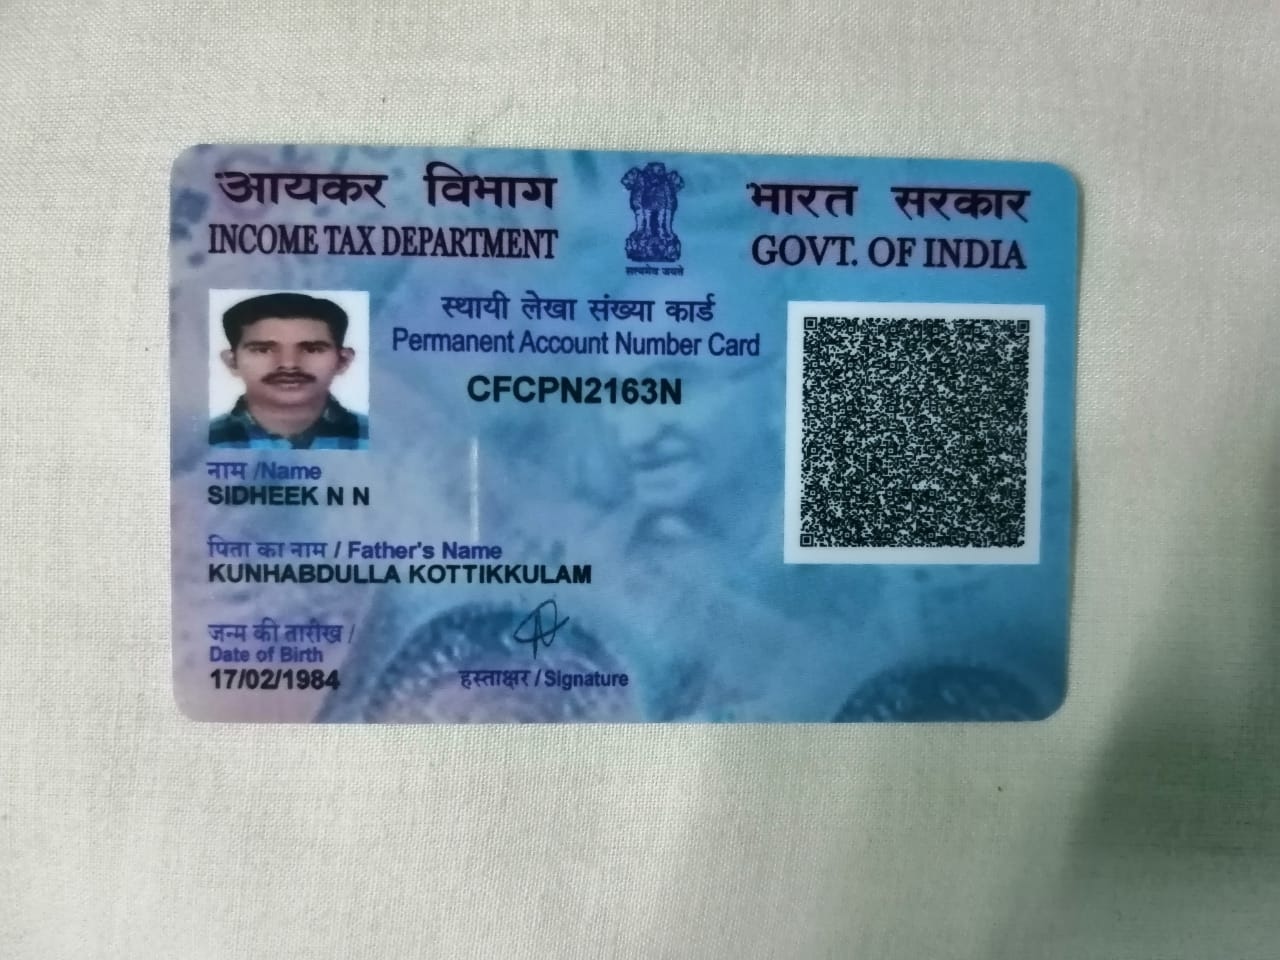 आयकर विभाग
INCOME TAX DEPARTMENT
सत्यमेव जयते
भारत सरकार
GOVT. OF INDIA
स्थायी लेखा संख्या कार्ड
Permanent Account Number Card
CFCPN2163N
नाम /Name
SIDHEEK N N
पिता का नाम / Father's Name
KUNHABDULLA KOTTIKKULAM
जन्म की तारीख /
Date of Birth
17/02/1984
हस्ताक्षर / Signature